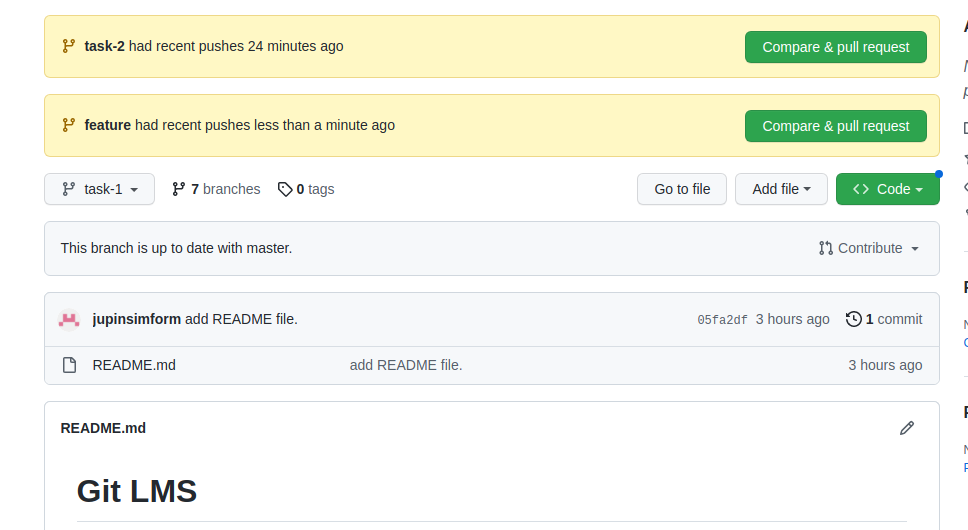 task-2 had recent pushes 24 minutes ago
Compare & pull request
feature had recent pushes less than a minute ago
Compare & pull request
task-1 7 branches 0 tags Go to file Add file Code
This branch is up to date with master. Contribute
jupinsimform add README file. 05fa2df 3 hours ago 1 commit
README.md add README file. 3 hours ago
README.md
Git LMS